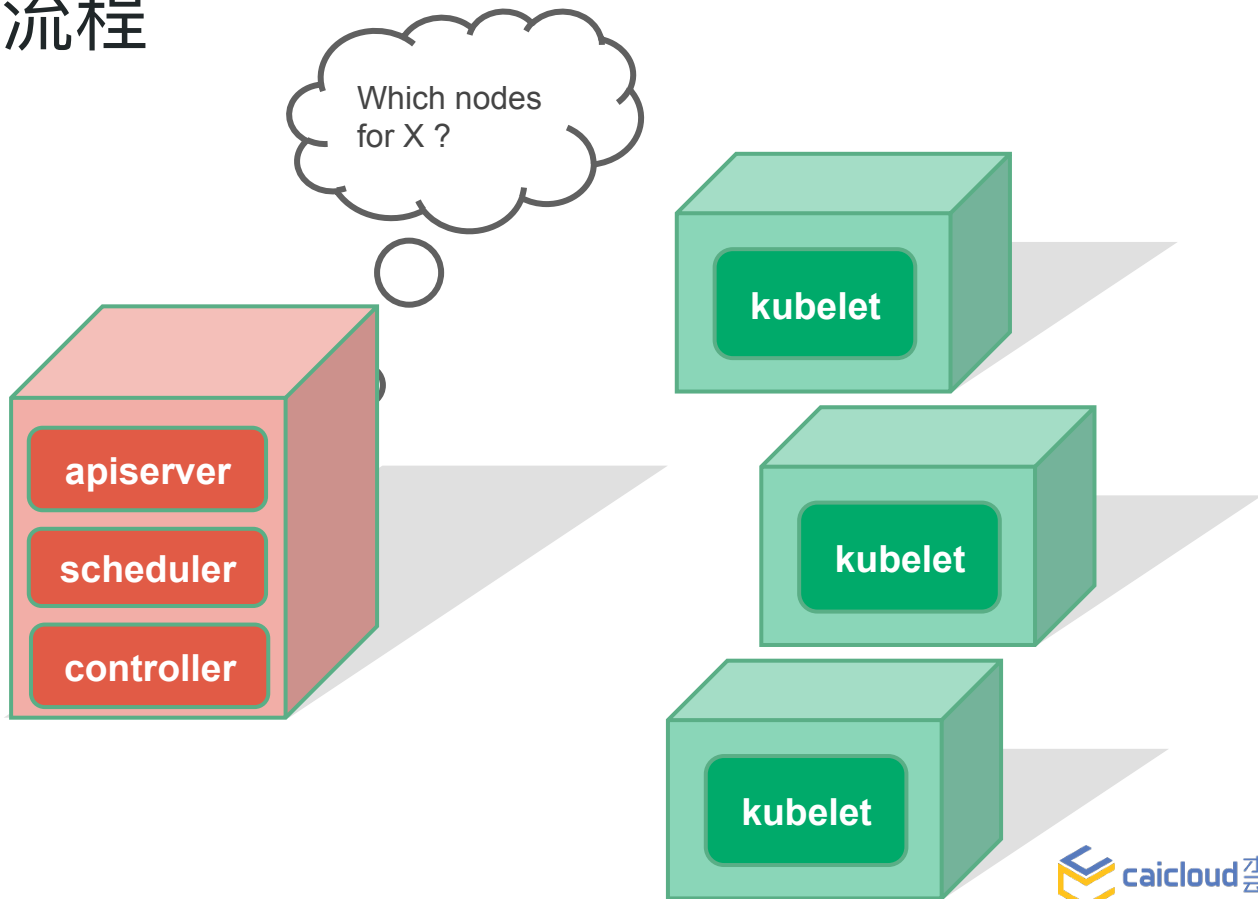 流程
Which nodes
for X ?
kubelet
apiserver
scheduler
controller
kubelet
kubelet
caicloud